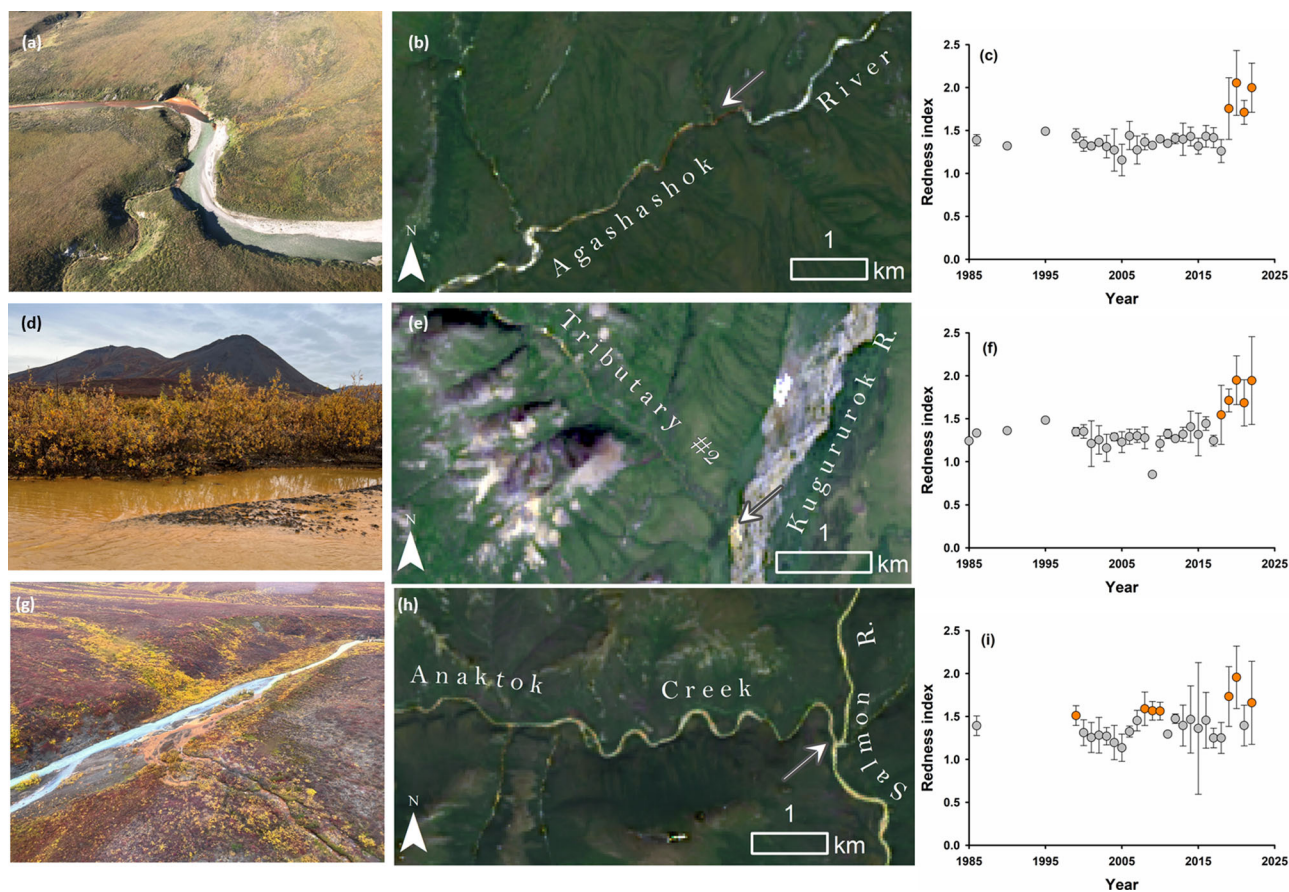 (a)
(b)
Agashashok River
N
1
km
(c)
Redness index
2.5
2.0
1.5
1.0
0.5
0.0
1985 1995 2005 2015 2025
Year
(d)
(e)
Tributary #2
Kugururok R.
N
1
km
(f)
Redness index
2.5
2.0
1.5
1.0
0.5
0.0
1985 1995 2005 2015 2025
Year
(g)
(h)
Anaktok Creek
Salmon R.
N
1
km
(i)
Redness index
2.5
2.0
1.5
1.0
0.5
0.0
1985 1995 2005 2015 2025
Year